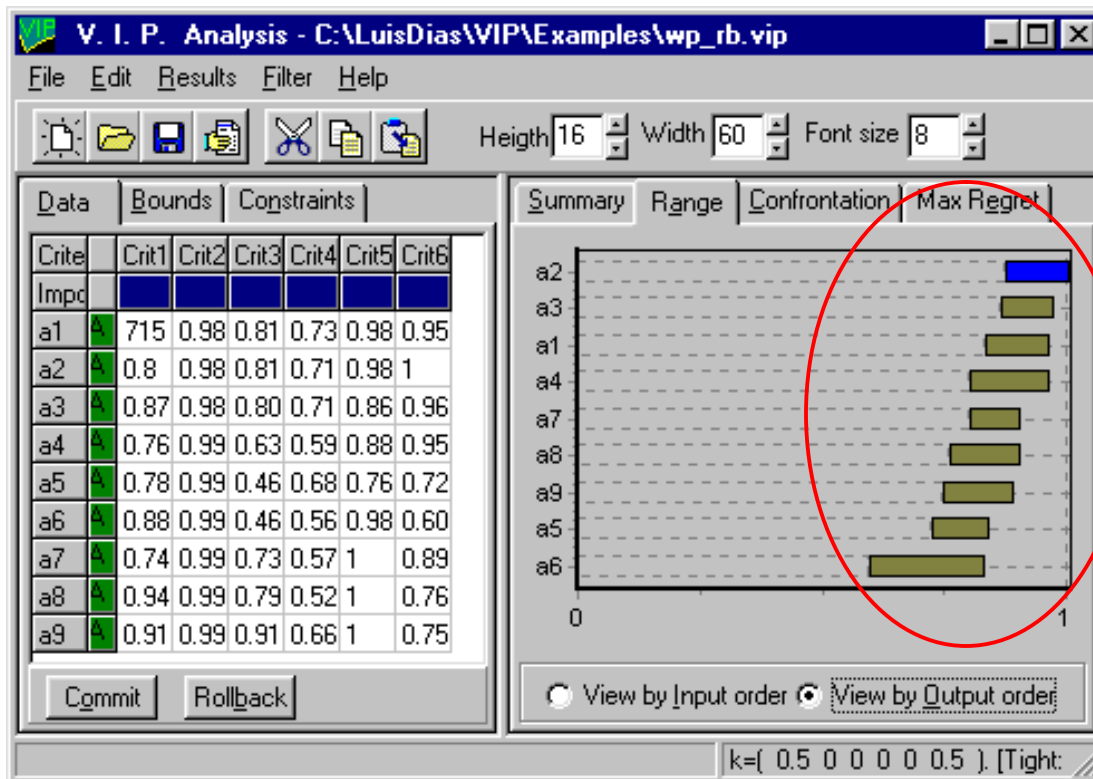 V. I. P. Analysis - C:\LuisDias\VIP\Examples\wp_rb.vip
File Edit Results Filter Help
Heigth 16 Width 60 Font size 8
Data Bounds Constraints
Crite Crit1 Crit2 Crit3 Crit4 Crit5 Crit6
Impo
a1 A 715 0.98 0.81 0.73 0.98 0.95
a2 A 0.8 0.98 0.81 0.71 0.98 1
a3 A 0.87 0.98 0.80 0.71 0.86 0.96
a4 A 0.76 0.99 0.63 0.59 0.88 0.95
a5 A 0.78 0.99 0.46 0.68 0.76 0.72
a6 A 0.88 0.99 0.46 0.56 0.98 0.60
a7 A 0.74 0.99 0.73 0.57 1 0.89
a8 A 0.94 0.99 0.79 0.52 1 0.76
a9 A 0.91 0.99 0.91 0.66 1 0.75
Commit Rollback
Summary Range Confrontation Max Regret
a2
a3
a1
a4
a7
a8
a9
a5
a6
0 1
View by Input order View by Output order
k=( 0.5 0 0 0 0 0.5 ). [Tight: